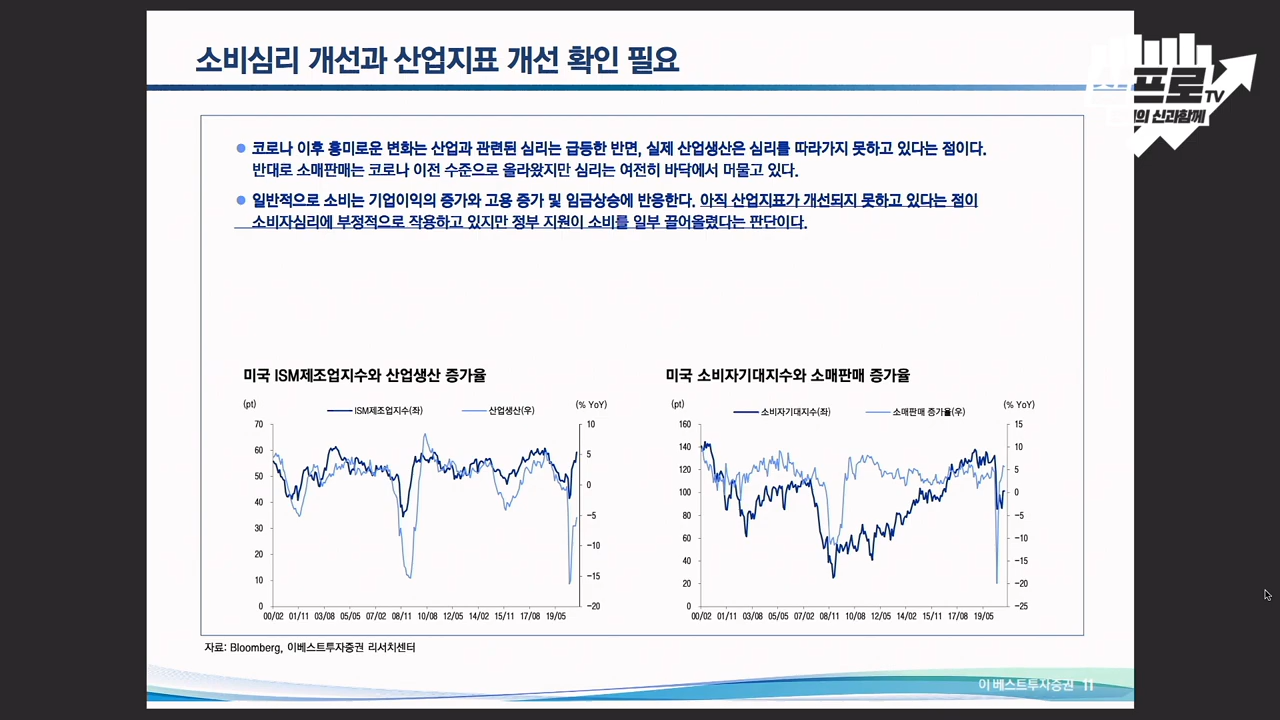 소비심리 개선과 산업지표 개선 확인 필요
프로TV
의 신과함께
코로나 이후 흥미로운 변화는 산업과 관련된 심리는 급등한 반면, 실제 산업생산은 심리를 따라가지 못하고 있다는 점이다.
반대로 소매판매는 코로나 이전 수준으로 올라왔지만 심리는 여전히 바닥에서 머물고 있다.
일반적으로 소비는 기업이익의 증가와 고용 증가 및 임금상승에 반응한다. 아직 산업지표가 개선되지 못하고 있다는 점이
소비자심리에 부정적으로 작용하고 있지만 정부 지원이 소비를 일부 끌어올렸다는 판단이다.
미국 ISM제조업지수와 산업생산 증가율
(pt) ISM제조업지수(좌) 산업생산(우) (% YoY)
70 10
60 5
50 0
40 -5
30 -10
20
10 -15
0 -20
00/02 01/11 03/08 05/05 07/02 08/11 10/08 12/05 14/02 15/11 17/08 19/05
미국 소비자기대지수와 소매판매 증가율
(pt) 소비자기대지수(좌) 소매판매 증가율(우) (% YoY)
160 15
140 10
120 5
100 0
80 -5
60 -10
40 -15
20 -20
0 -25
00/02 01/11 03/08 05/05 07/02 08/11 10/08 12/05 14/02 15/11 17/08 19/05
자료: Bloomberg, 이베스트투자증권 리서치센터
이베스트투자증권 11